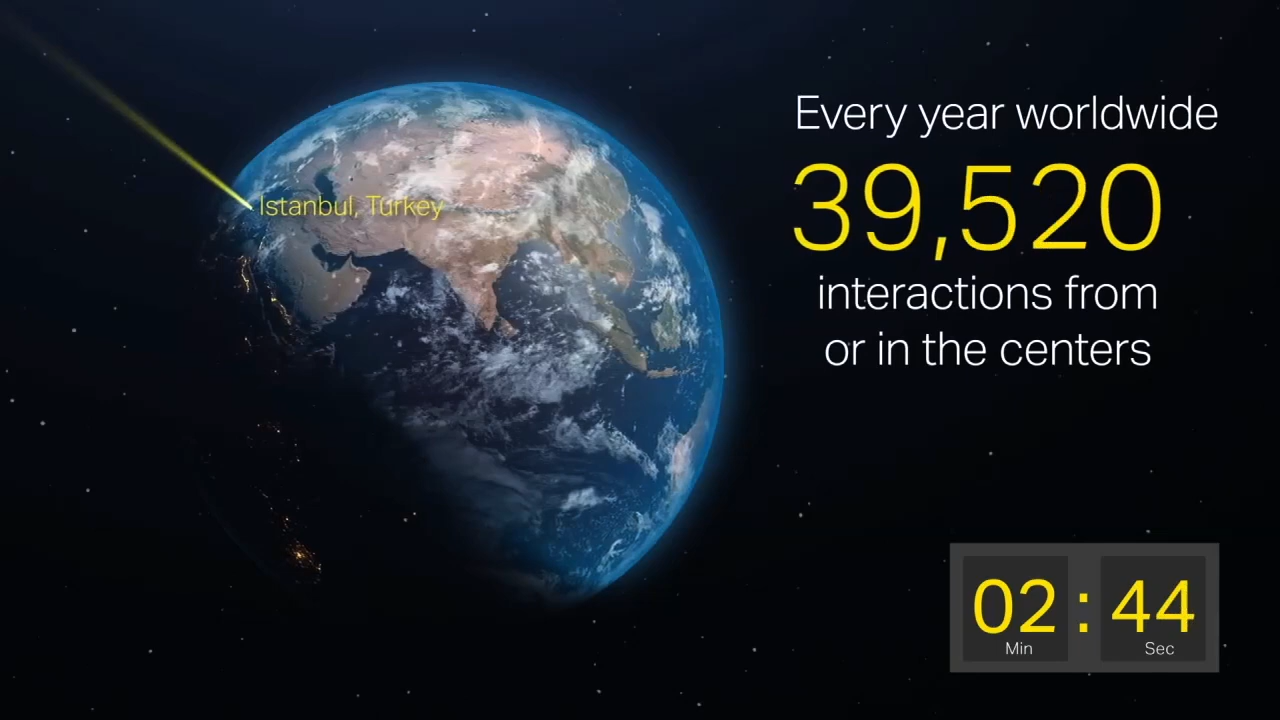 Every year worldwide
39,520
interactions from
or in the centers
Istanbul, Turkey
02 : 44
Min Sec